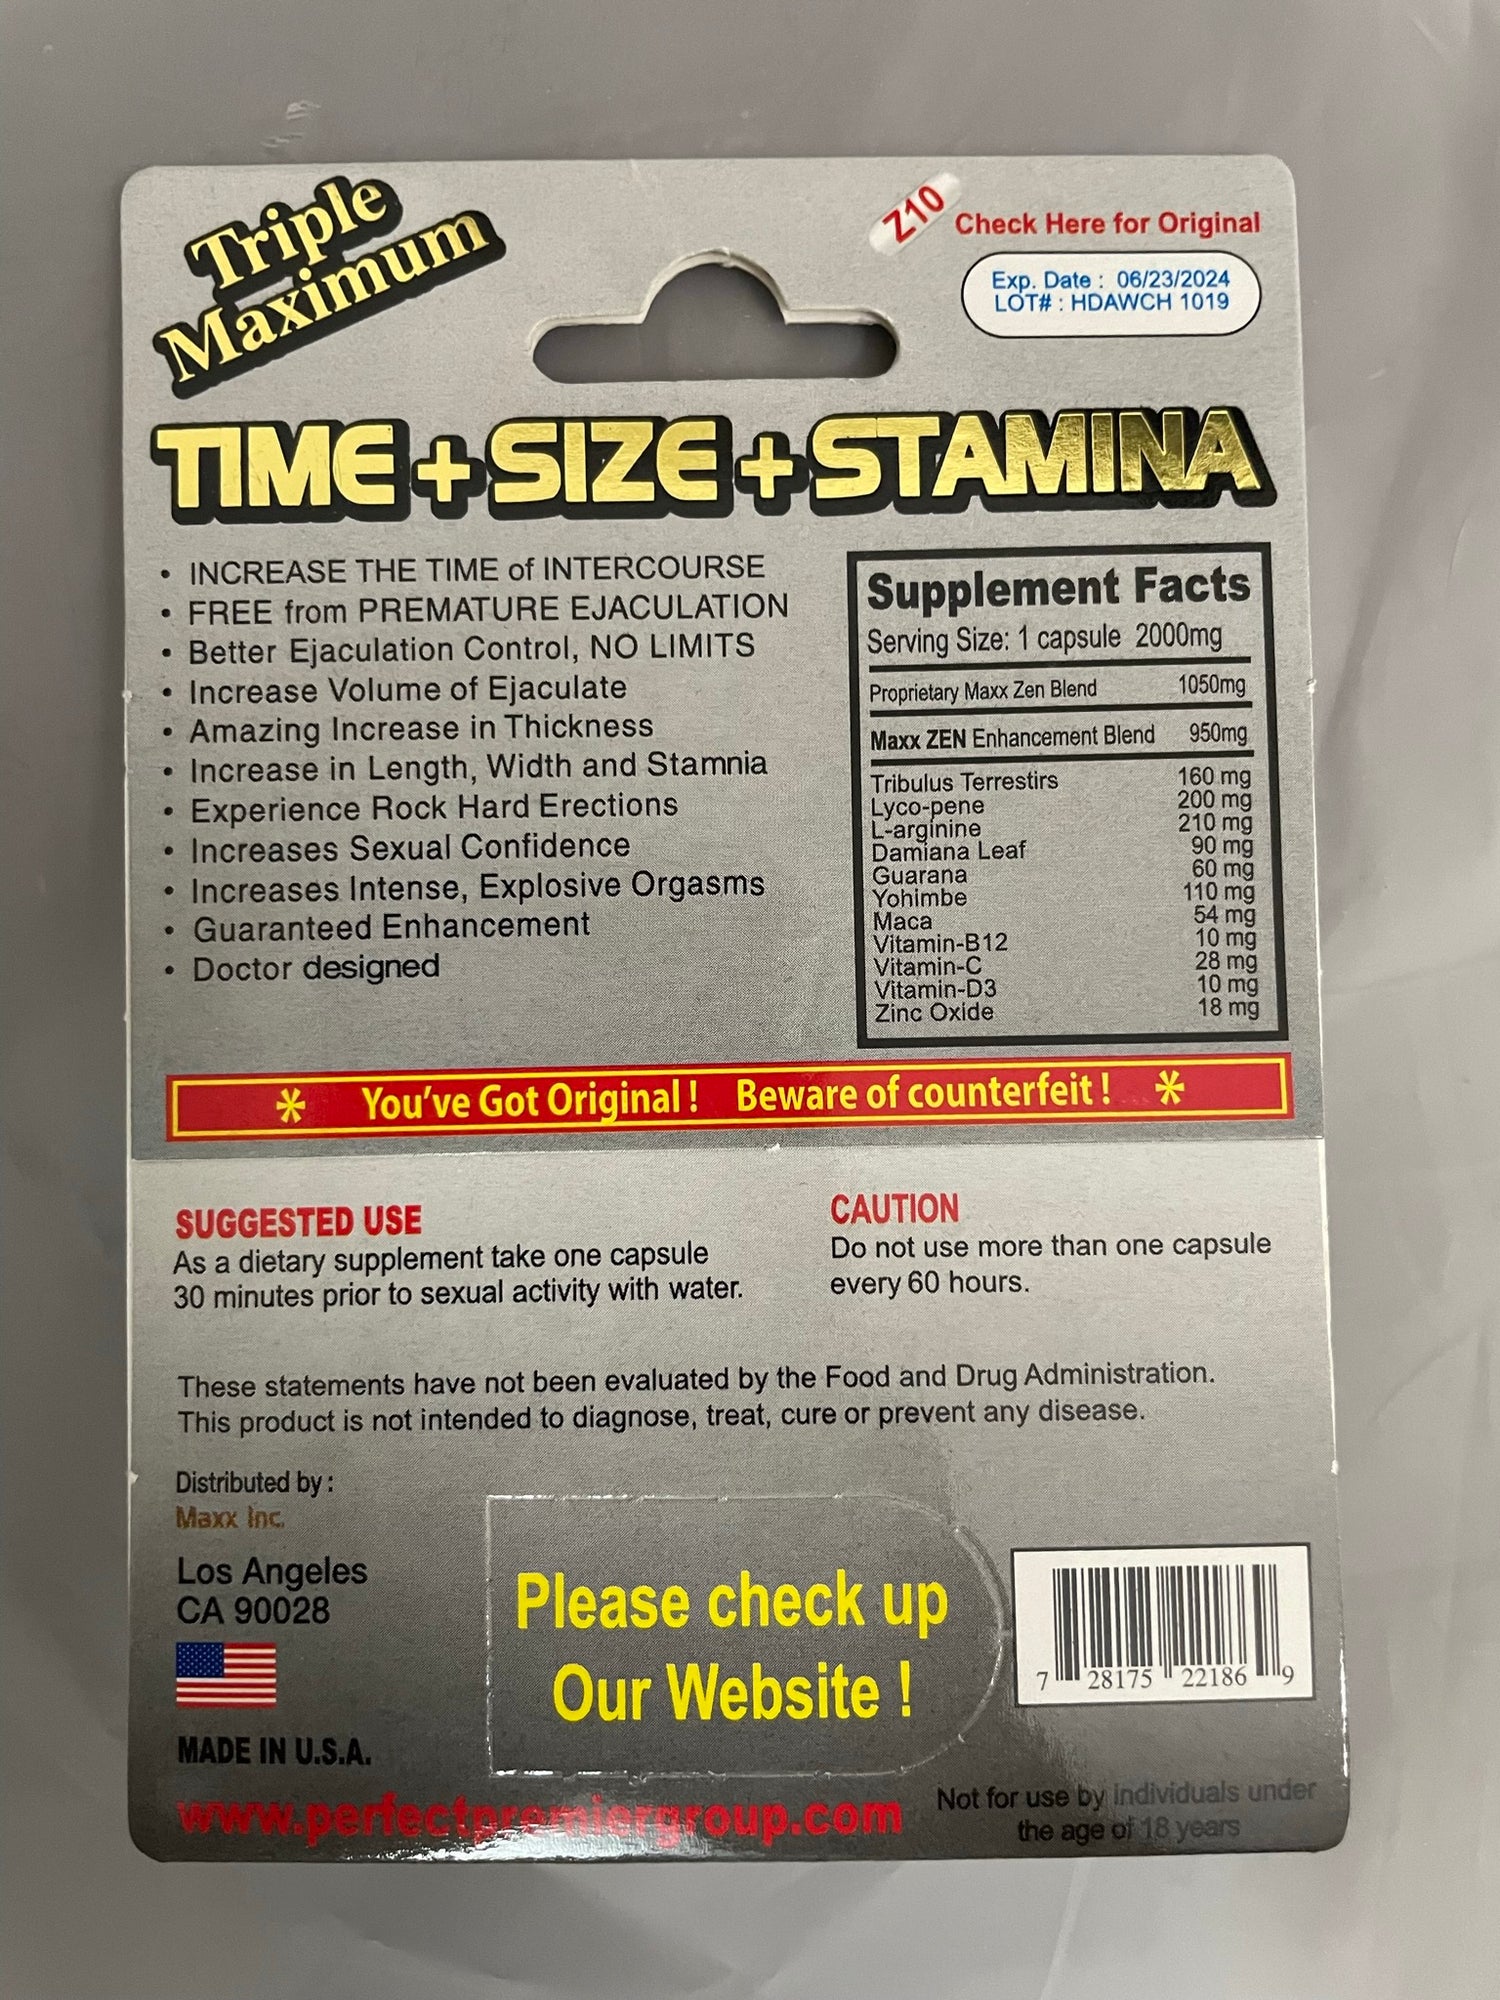 Triple
Maximum
Z10
Check Here for Original
Exp. Date : 06/23/2024
LOT# : HDAWCH 1019
TIME + SIZE + STAMINA
• INCREASE THE TIME of INTERCOURSE
• FREE from PREMATURE EJACULATION
• Better Ejaculation Control, NO LIMITS
• Increase Volume of Ejaculate
• Amazing Increase in Thickness
• Increase in Length, Width and Stamnia
• Experience Rock Hard Erections
• Increases Sexual Confidence
• Increases Intense, Explosive Orgasms
• Guaranteed Enhancement
• Doctor designed
Supplement Facts
Serving Size: 1 capsule 2000mg
Proprietary Maxx Zen Blend 1050mg
Maxx ZEN Enhancement Blend 950mg
Tribulus Terrestirs 160 mg
Lyco-pene 200 mg
L-arginine 210 mg
Damiana Leaf 90 mg
Guarana 60 mg
Yohimbe 110 mg
Maca 54 mg
Vitamin-B12 10 mg
Vitamin-C 28 mg
Vitamin-D3 10 mg
Zinc Oxide 18 mg
* You've Got Original ! Beware of counterfeit ! *
SUGGESTED USE
As a dietary supplement take one capsule
30 minutes prior to sexual activity with water.
CAUTION
Do not use more than one capsule
every 60 hours.
These statements have not been evaluated by the Food and Drug Administration.
This product is not intended to diagnose, treat, cure or prevent any disease.
Distributed by :
Maxx Inc.
Los Angeles
CA 90028
MADE IN U.S.A.
www.perfectpremiergroup.com
Please check up
Our Website !
7 28175 22186 9
Not for use by individuals under
the age of 18 years